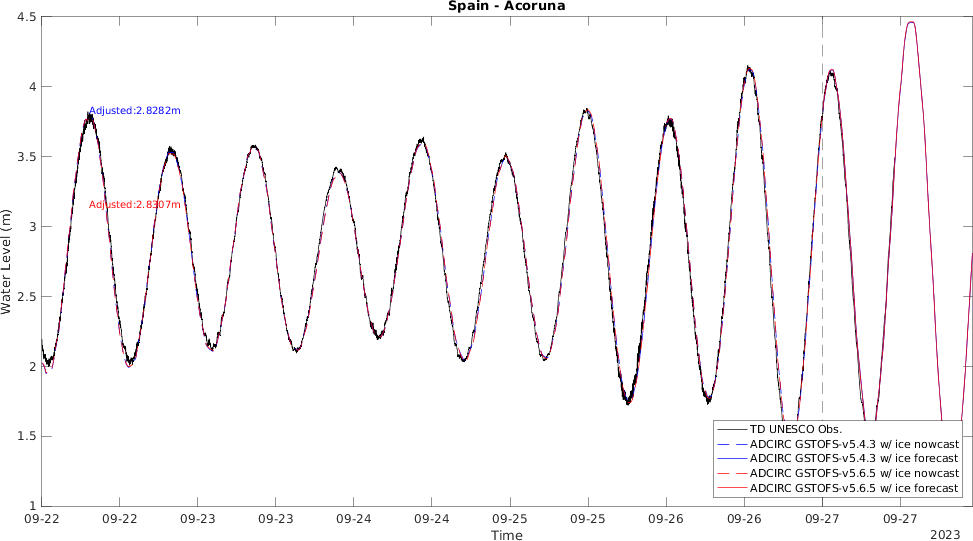 Spain - Acoruna
4.5
4
3.5
3
2.5
2
1.5
1
Water Level (m)
Adjusted:2.8282m
Adjusted:2.8307m
TD UNESCO Obs.
ADCIRC GSTOFS-v5.4.3 w/ ice nowcast
ADCIRC GSTOFS-v5.4.3 w/ ice forecast
ADCIRC GSTOFS-v5.6.5 w/ ice nowcast
ADCIRC GSTOFS-v5.6.5 w/ ice forecast
09-22 09-22 09-23 09-23 09-24 09-24 09-25 09-25 09-26 09-26 09-27 09-27
Time
2023